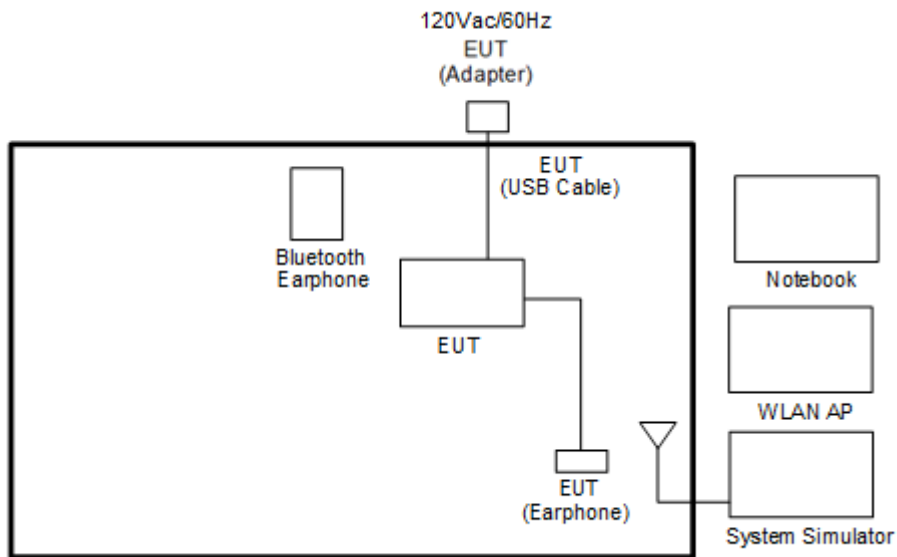 120Vac/60Hz
EUT
(Adapter)
EUT
(USB Cable)
Bluetooth
Earphone
Notebook
EUT
WLAN AP
EUT
(Earphone)
System Simulator